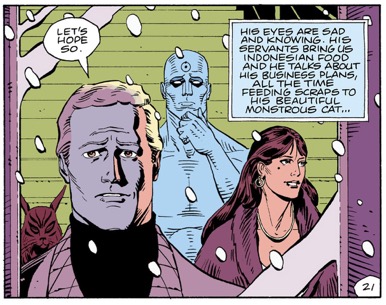 LET'S
HOPE
SO.
HIS EYES ARE SAD
AND KNOWING. HIS
SERVANTS BRING US
INDONESIAN FOOD
AND HE TALKS ABOUT
HIS BUSINESS PLANS,
ALL THE TIME
FEEDING SCRAPS TO
HIS BEAUTIFUL
MONSTROUS CAT...
21